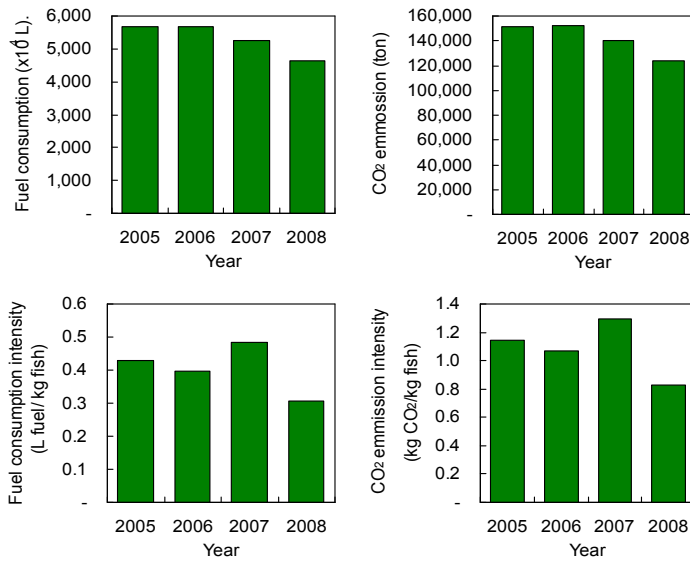 Fuel consumption (x10⁴ L).
6,000
5,000
4,000
3,000
2,000
1,000
-
2005 2006 2007 2008
Year
CO2 emmossion (ton)
160,000
140,000
120,000
100,000
80,000
60,000
40,000
20,000
-
2005 2006 2007 2008
Year
Fuel consumption intensity
(L fuel/ kg fish)
0.6
0.5
0.4
0.3
0.2
0.1
-
2005 2006 2007 2008
Year
CO2 emmission intensity
(kg CO2/kg fish)
1.4
1.2
1.0
0.8
0.6
0.4
0.2
-
2005 2006 2007 2008
Year